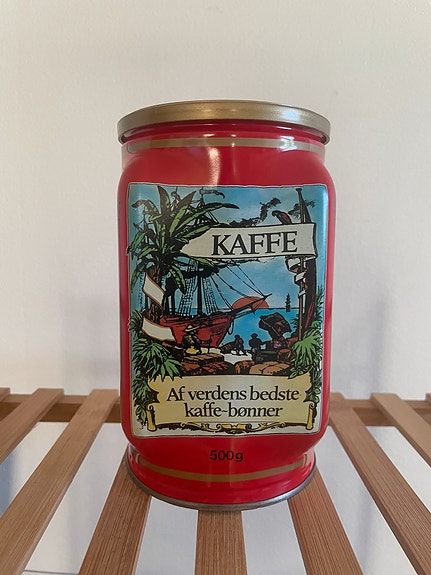 KAFFE
Af verdens bedste
kaffe-bønner
500g